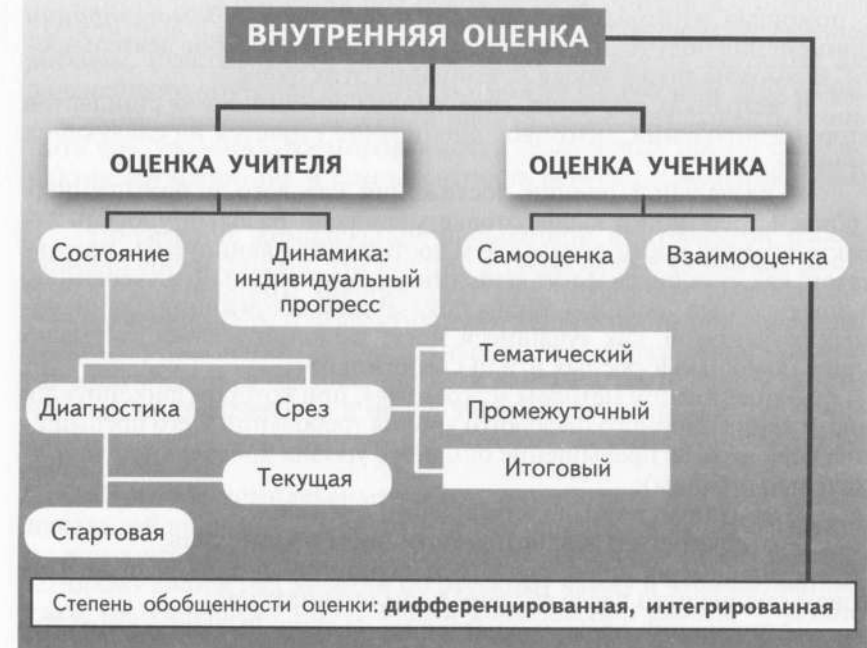 ВНУТРЕННЯЯ ОЦЕНКА
ОЦЕНКА УЧИТЕЛЯ
ОЦЕНКА УЧЕНИКА
Состояние
Динамика:
индивидуальный
прогресс
Самооценка
Взаимооценка
Диагностика
Срез
Тематический
Промежуточный
Итоговый
Текущая
Стартовая
Степень обобщенности оценки: дифференцированная, интегрированная